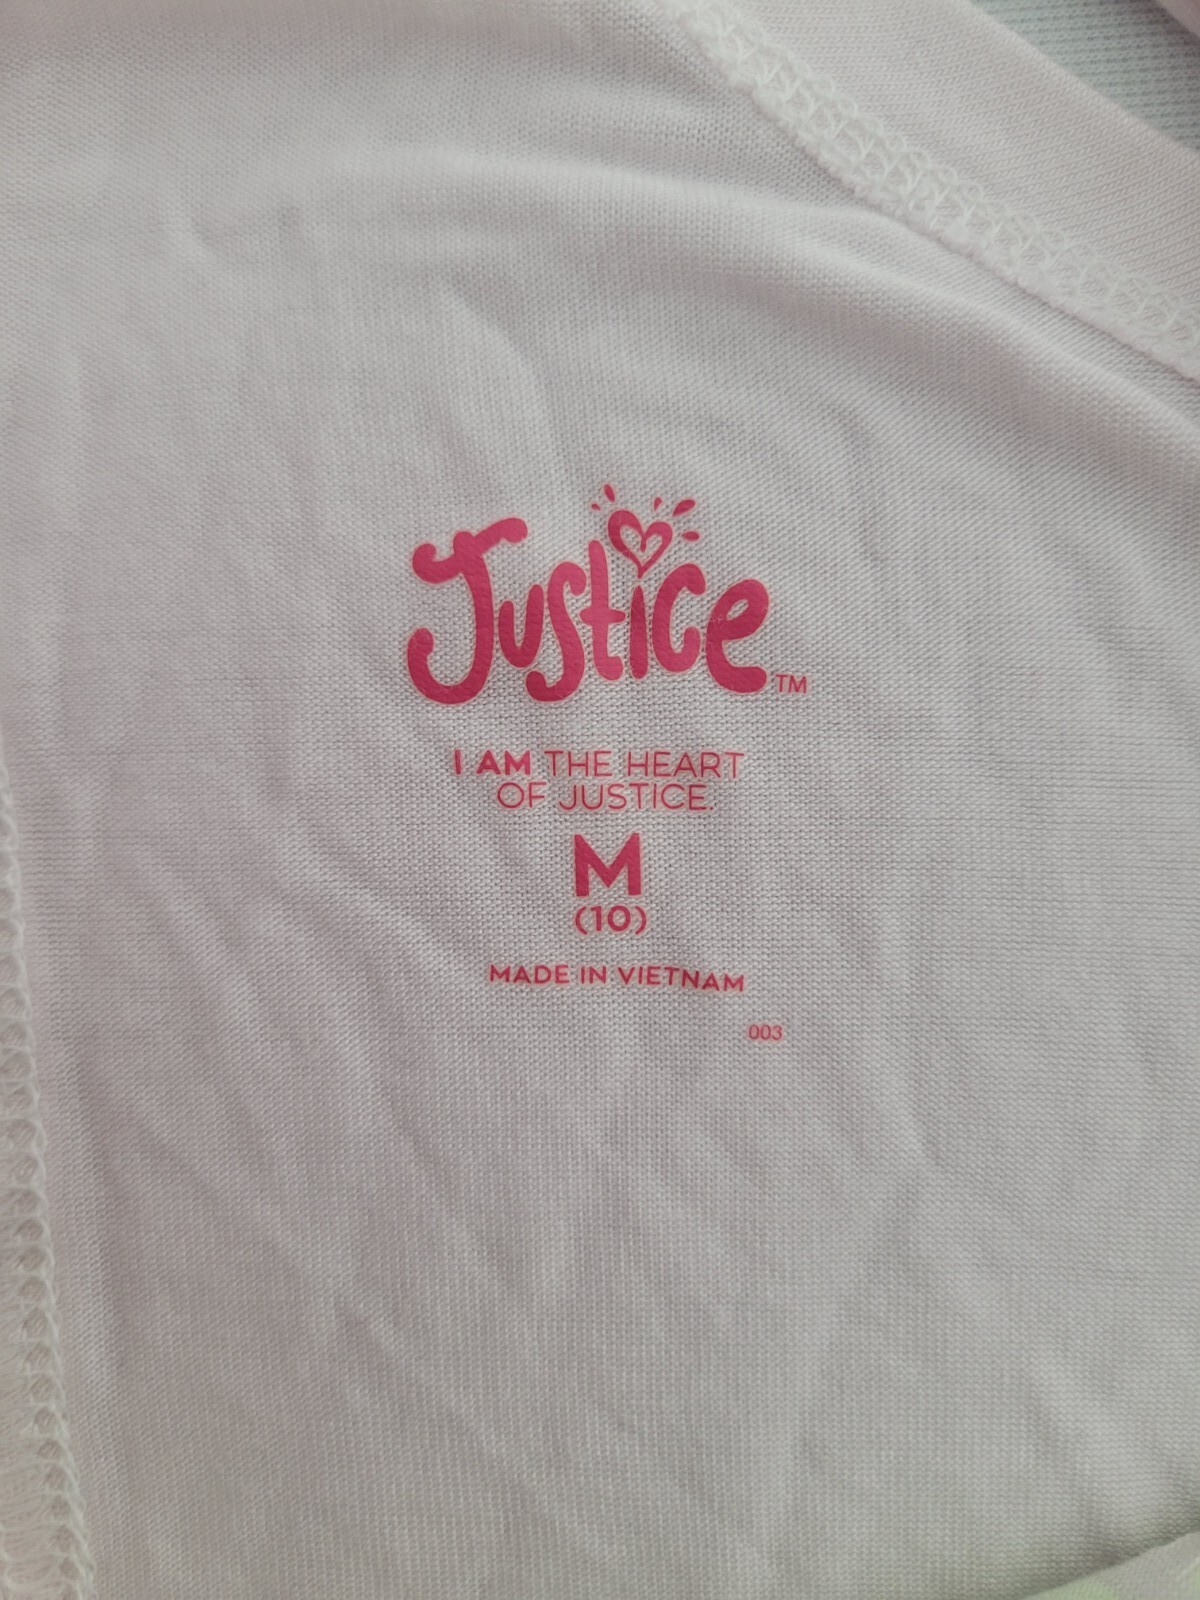 Justice™
I AM THE HEART
OF JUSTICE.
M
(10)
MADE IN VIETNAM
003